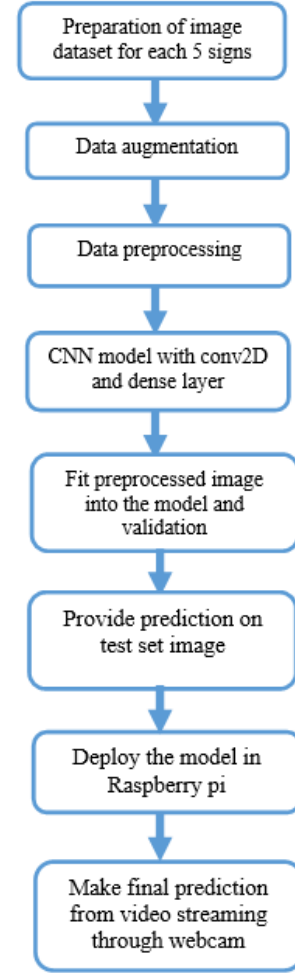 Preparation of image
dataset for each 5 signs
Data augmentation
Data preprocessing
CNN model with conv2D
and dense layer
Fit preprocessed image
into the model and
validation
Provide prediction on
test set image
Deploy the model in
Raspberry pi
Make final prediction
from video streaming
through webcam